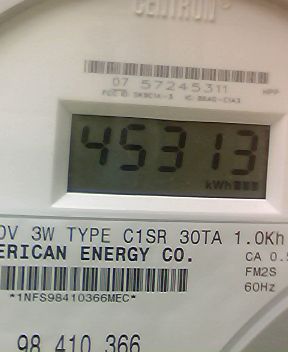 CENTRON
07 57245311
45313
kWh
0V 3W TYPE C1SR 30TA 1.0Kh
ERICAN ENERGY CO.
CA 0.
FM2S
*1NFS98410366MEC*
60Hz
98 410 366